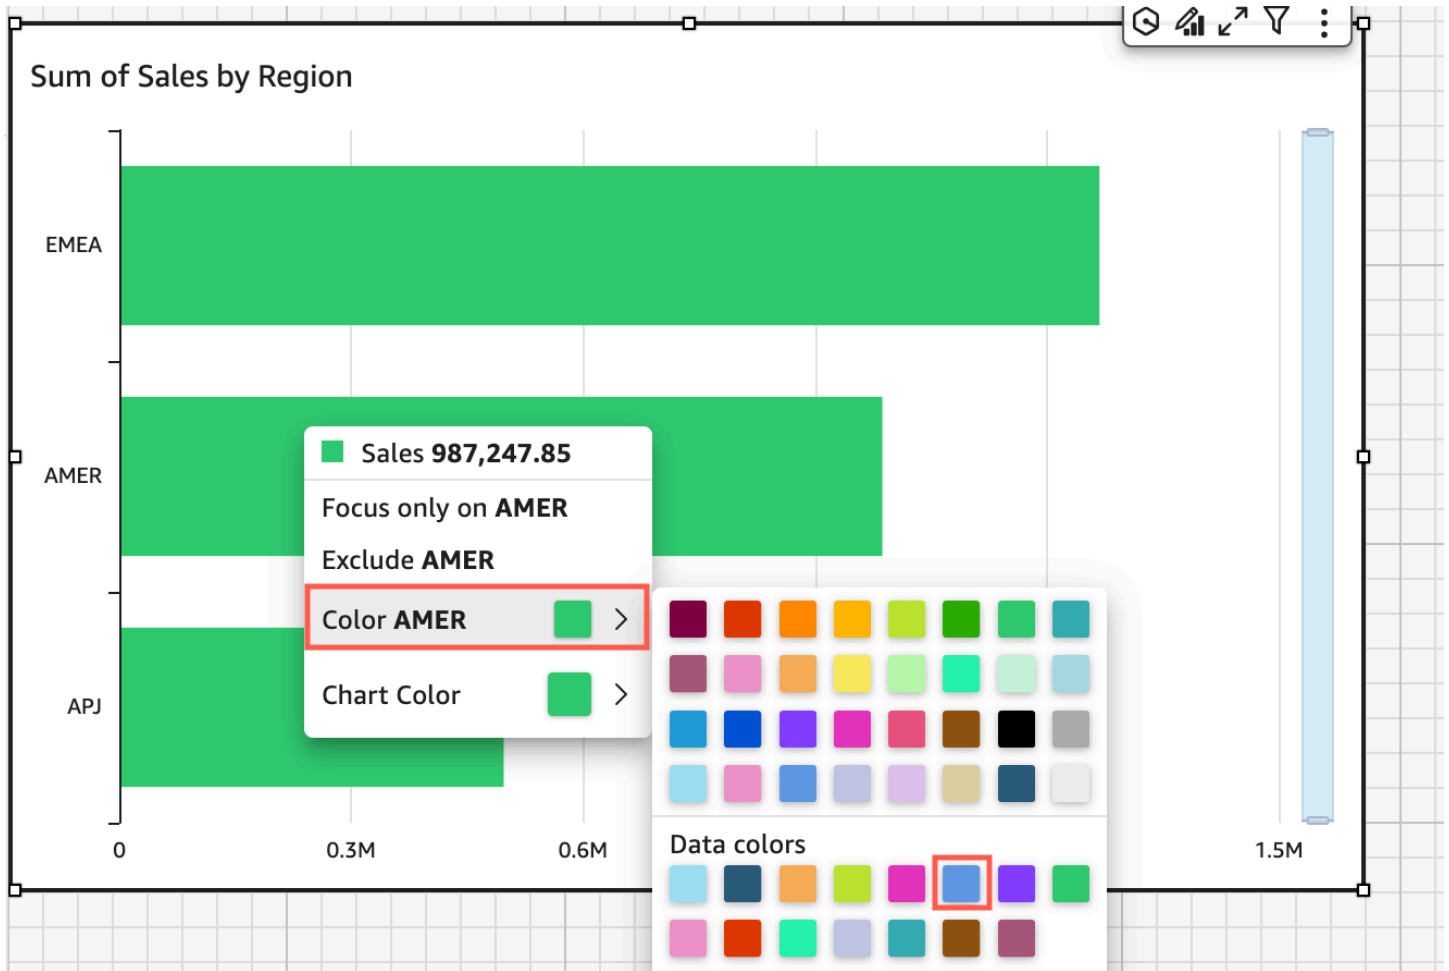 Sum of Sales by Region
EMEA
AMER
APJ
Sales 987,247.85
Focus only on AMER
Exclude AMER
Color AMER
Chart Color
Data colors
0
0.3M
0.6M
1.5M